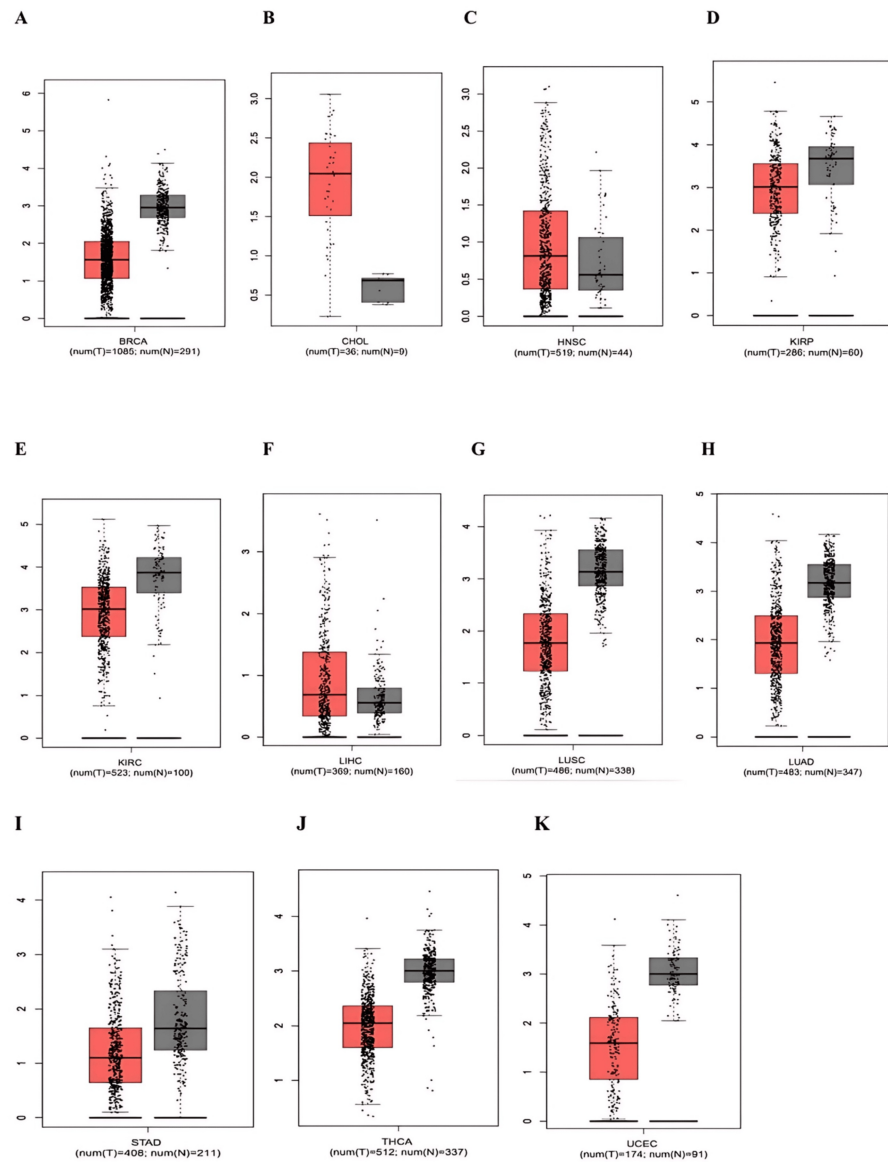 A
B
C
D
6
5
4
3
2
1
0
3.0
2.5
2.0
1.5
1.0
0.5
3.0
2.5
2.0
1.5
1.0
0.5
0.0
5
4
3
2
1
0
BRCA
(num(T)=1085; num(N)=291)
CHOL
(num(T)=36; num(N)=9)
HNSC
(num(T)=519; num(N)=44)
KIRP
(num(T)=286; num(N)=60)
E
F
G
H
5
4
3
2
1
0
3
2
1
0
4
3
2
1
0
5
4
3
2
1
0
KIRC
(num(T)=523; num(N)=100)
LIHC
(num(T)=369; num(N)=160)
LUSC
(num(T)=486; num(N)=338)
LUAD
(num(T)=483; num(N)=347)
I
J
K
4
3
2
1
0
4
3
2
1
5
4
3
2
1
0
STAD
(num(T)=408; num(N)=211)
THCA
(num(T)=512; num(N)=337)
UCEC
(num(T)=174; num(N)=91)